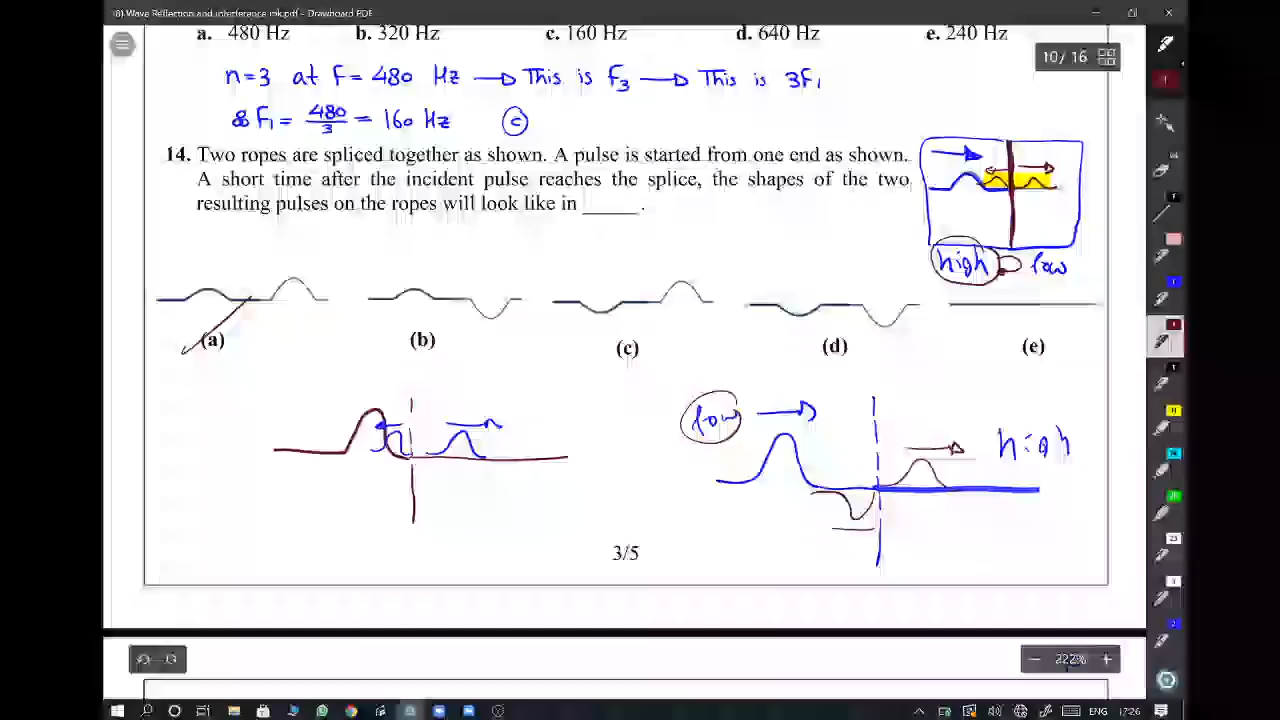 (8) Wave Reflection and interference mk.pdf - Drawboard PDF
a. 480 Hz b. 320 Hz c. 160 Hz d. 640 Hz e. 240 Hz
10 / 16
n=3 at F = 480 Hz → This is F₃ → This is 3F₁
F₁ = 480/3 = 160 Hz c
14. Two ropes are spliced together as shown. A pulse is started from one end as shown.
A short time after the incident pulse reaches the splice, the shapes of the two
resulting pulses on the ropes will look like in _____ .
high low
(a) (b) (c) (d) (e)
low high
3/5
222%
ENG 17:26